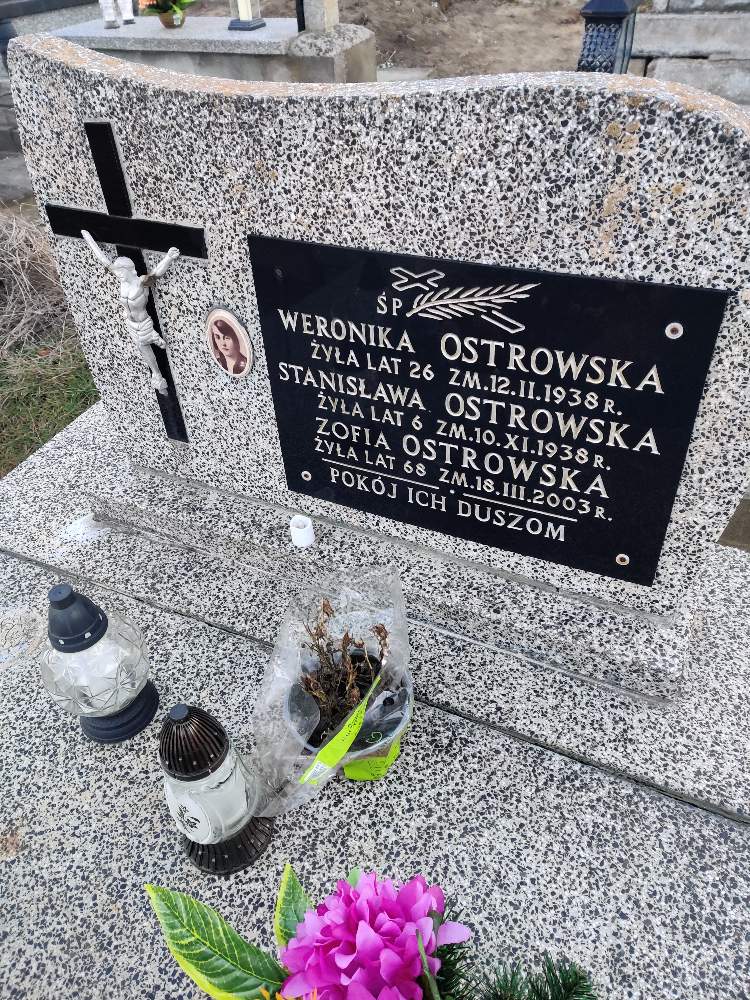 ŚP
WERONIKA OSTROWSKA
ŻYŁA LAT 26 ZM.12.II.1938 R.
STANISŁAWA OSTROWSKA
ŻYŁA LAT 6 ZM.10.XI.1938 R.
ZOFIA OSTROWSKA
ŻYŁA LAT 68 ZM.18.III.2003 R.
POKÓJ ICH DUSZOM